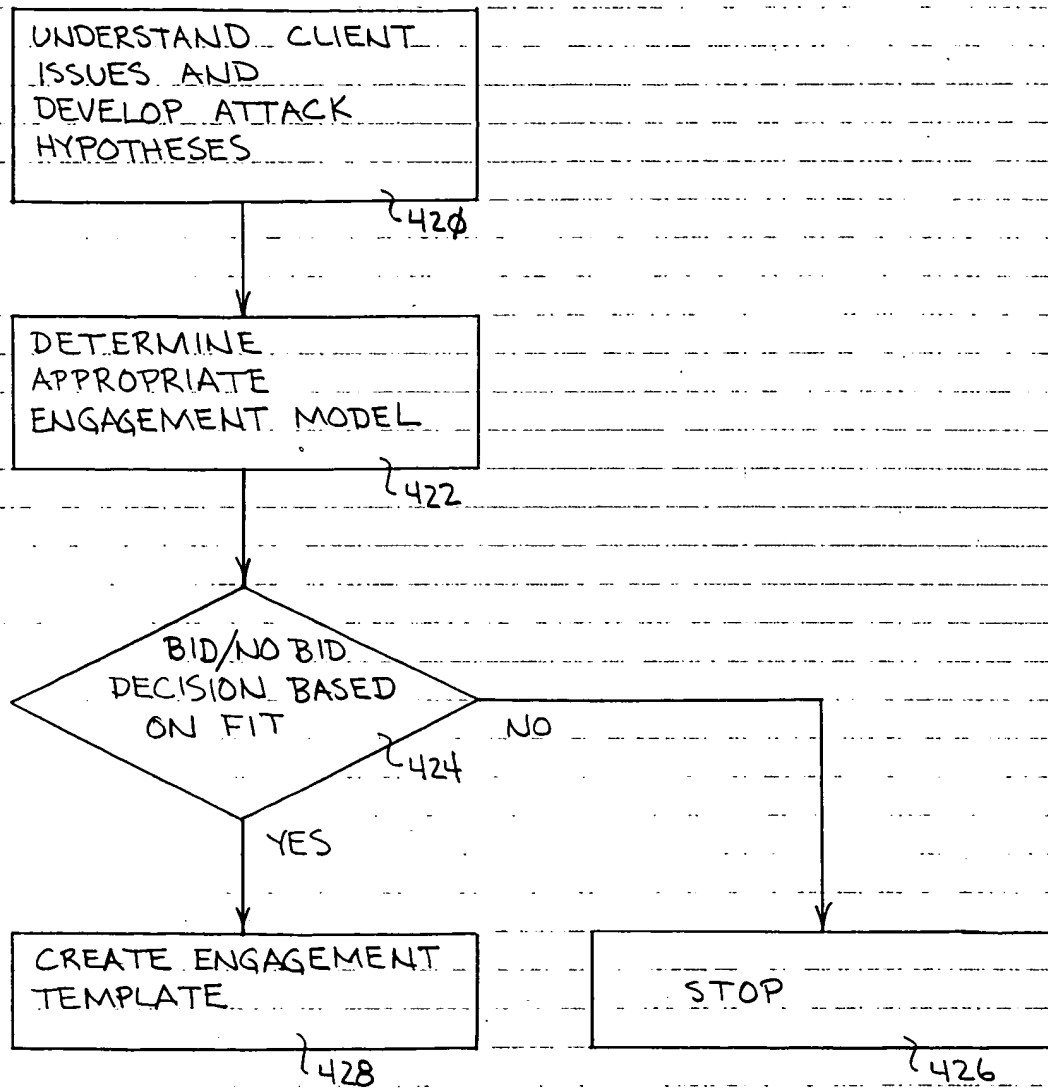 UNDERSTAND CLIENT
ISSUES AND
DEVELOP ATTACK
HYPOTHESES
420
DETERMINE
APPROPRIATE
ENGAGEMENT MODEL
422
BID/NO BID
DECISION BASED
ON FIT
424
NO
YES
CREATE ENGAGEMENT
TEMPLATE
428
STOP
426